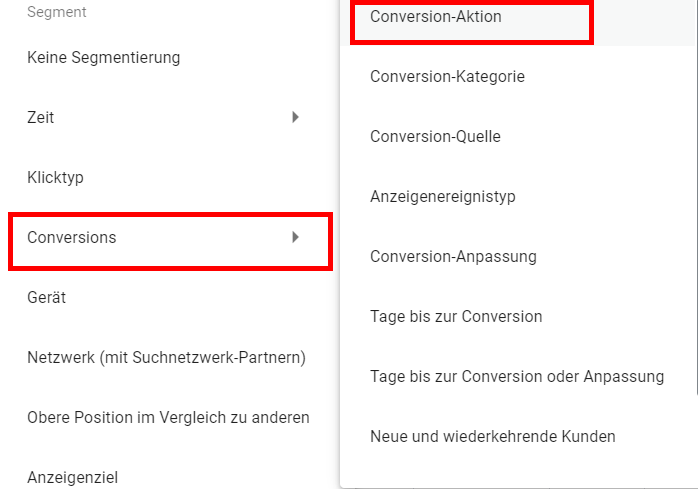 Segment
Keine Segmentierung
Zeit
Klicktyp
Conversions
Gerät
Netzwerk (mit Suchnetzwerk-Partnern)
Obere Position im Vergleich zu anderen
Anzeigenziel
Conversion-Aktion
Conversion-Kategorie
Conversion-Quelle
Anzeigenereignistyp
Conversion-Anpassung
Tage bis zur Conversion
Tage bis zur Conversion oder Anpassung
Neue und wiederkehrende Kunden